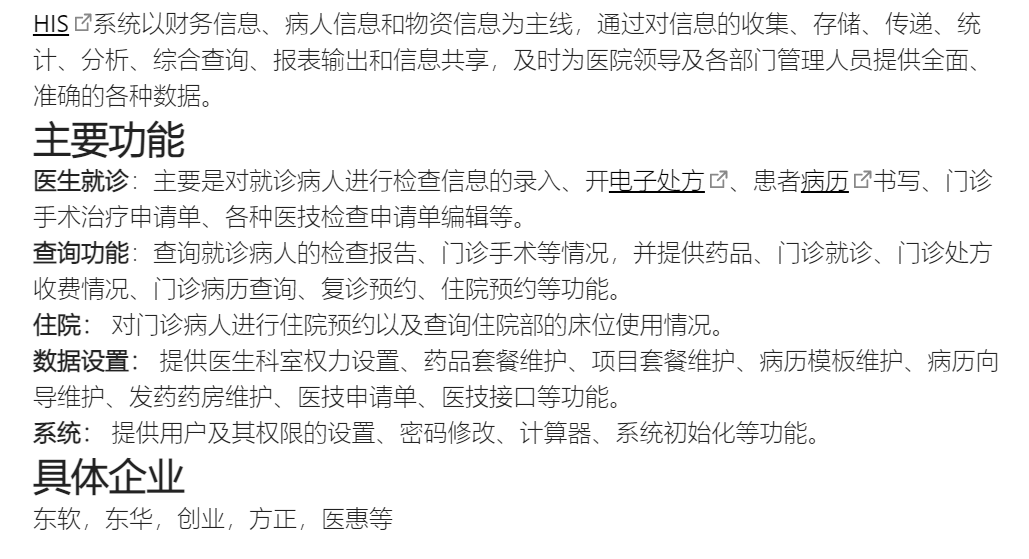 HIS系统以财务信息、病人信息和物资信息为主线，通过对信息的收集、存储、传递、统
计、分析、综合查询、报表输出和信息共享，及时为医院领导及各部门管理人员提供全面、
准确的各种数据。
主要功能
医生就诊：主要是对就诊病人进行检查信息的录入、开电子处方、患者病历书写、门诊
手术治疗申请单、各种医技检查申请单编辑等。
查询功能：查询就诊病人的检查报告、门诊手术等情况，并提供药品、门诊就诊、门诊处方
收费情况、门诊病历查询、复诊预约、住院预约等功能。
住院： 对门诊病人进行住院预约以及查询住院部的床位使用情况。
数据设置： 提供医生科室权力设置、药品套餐维护、项目套餐维护、病历模板维护、病历向
导维护、发药药房维护、医技申请单、医技接口等功能。
系统： 提供用户及其权限的设置、密码修改、计算器、系统初始化等功能。
具体企业
东软，东华，创业，方正，医惠等